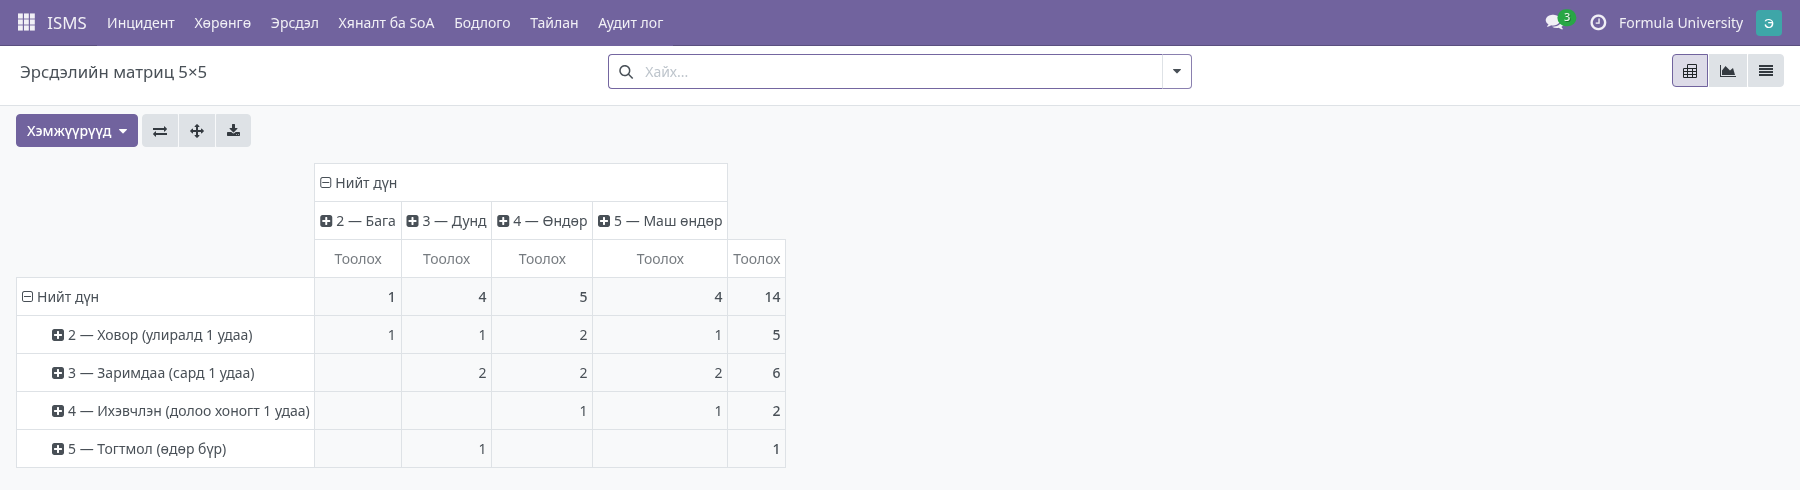 ISMS Инцидент Хөрөнгө Эрсдэл Хяналт ба SoA Бодлого Тайлан Аудит лог 3 Formula University Э
Эрсдэлийн матриц 5×5 Хайх...
Хэмжүүрүүд
Нийт дүн
2 — Бага 3 — Дунд 4 — Өндөр 5 — Маш өндөр
Тоолох Тоолох Тоолох Тоолох Тоолох
Нийт дүн 1 4 5 4 14
2 — Ховор (улиралд 1 удаа) 1 1 2 1 5
3 — Заримдаа (сард 1 удаа) 2 2 2 6
4 — Ихэвчлэн (долоо хоногт 1 удаа) 1 1 2
5 — Тогтмол (өдөр бүр) 1 1